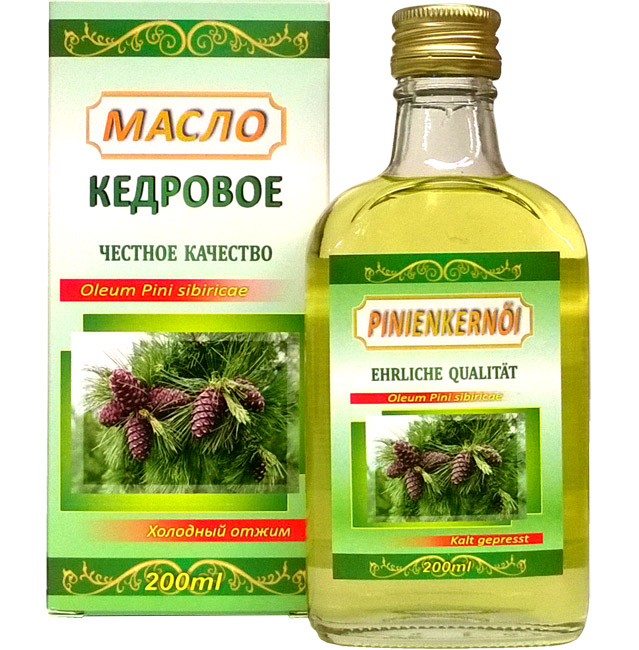 МАСЛО
КЕДРОВОЕ
ЧЕСТНОЕ КАЧЕСТВО
Oleum Pini sibiricae
Холодный отжим
200ml
PINIENKERNÖl
EHRLICHE QUALITÄT
Oleum Pini sibiricae
Kalt gepresst
200ml